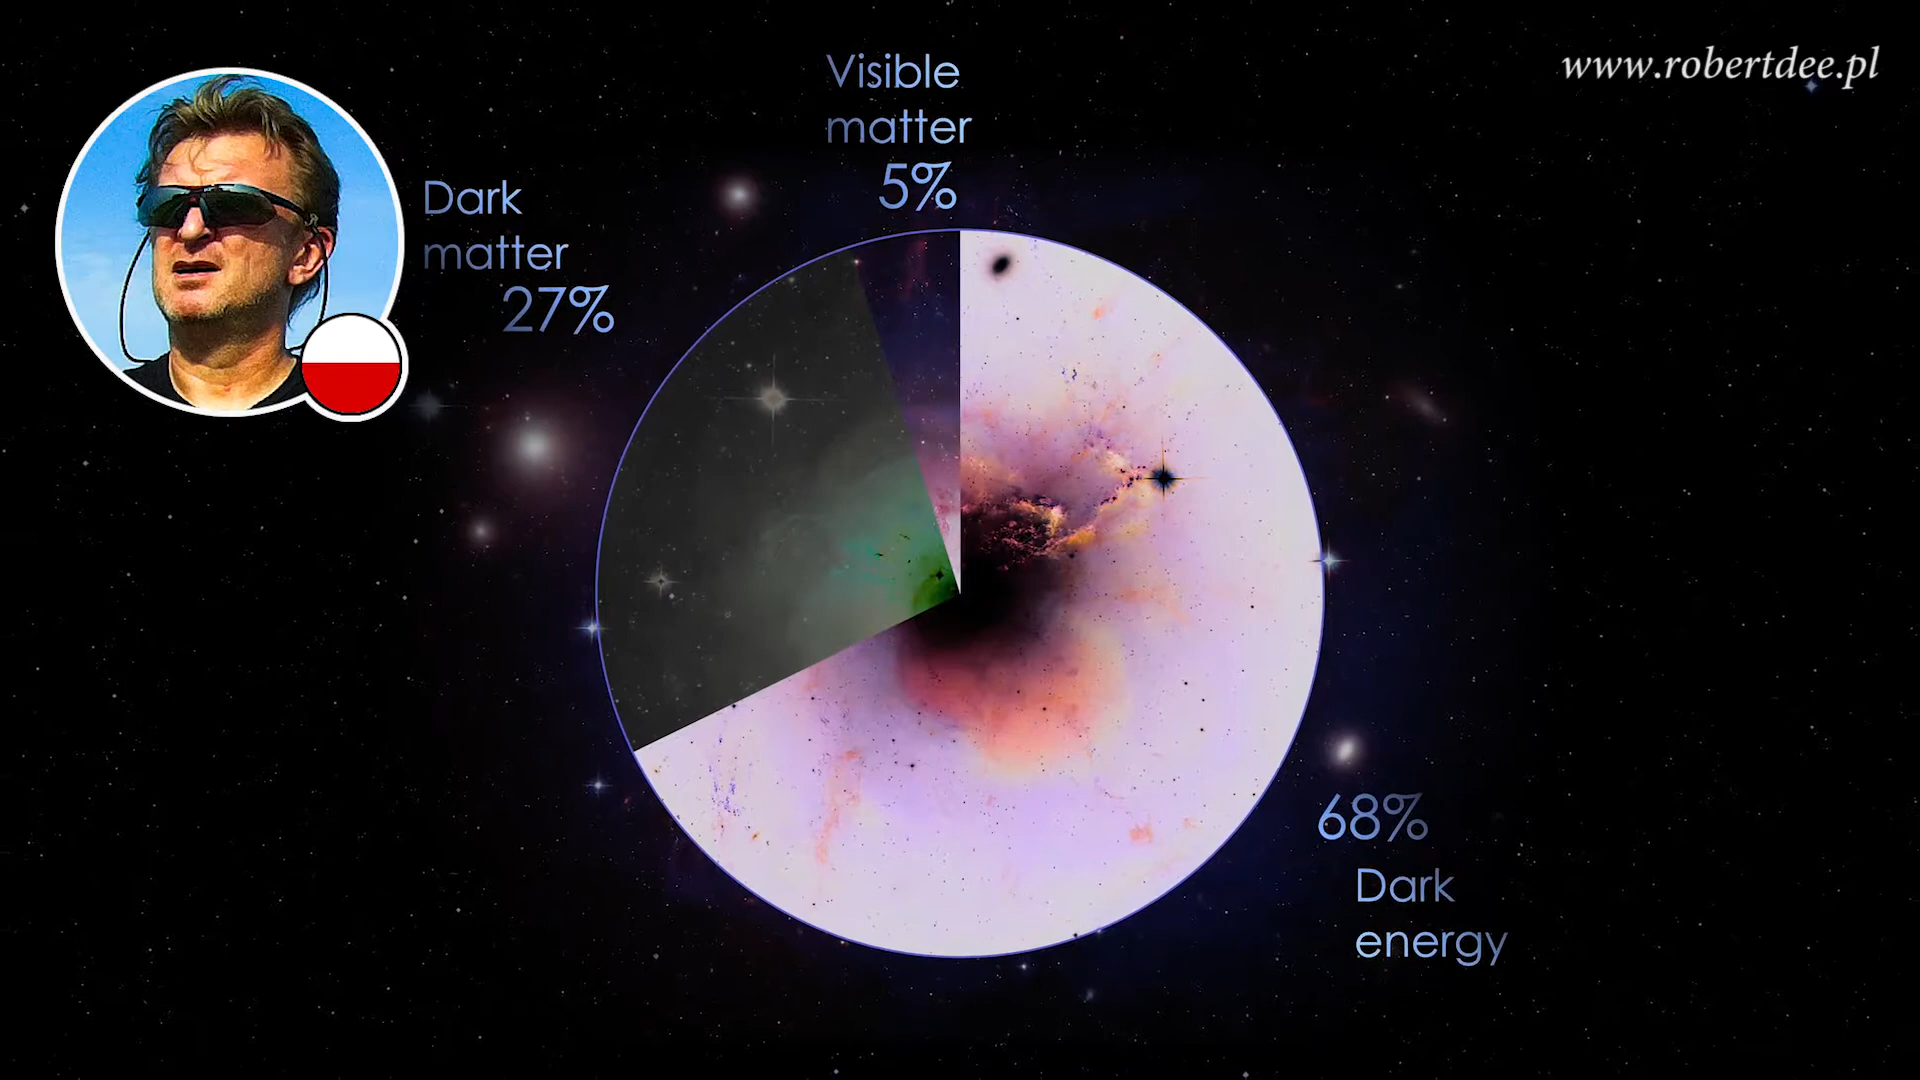 www.robertdee.pl
Visible
matter
5%
Dark
matter
27%
68%
Dark
energy